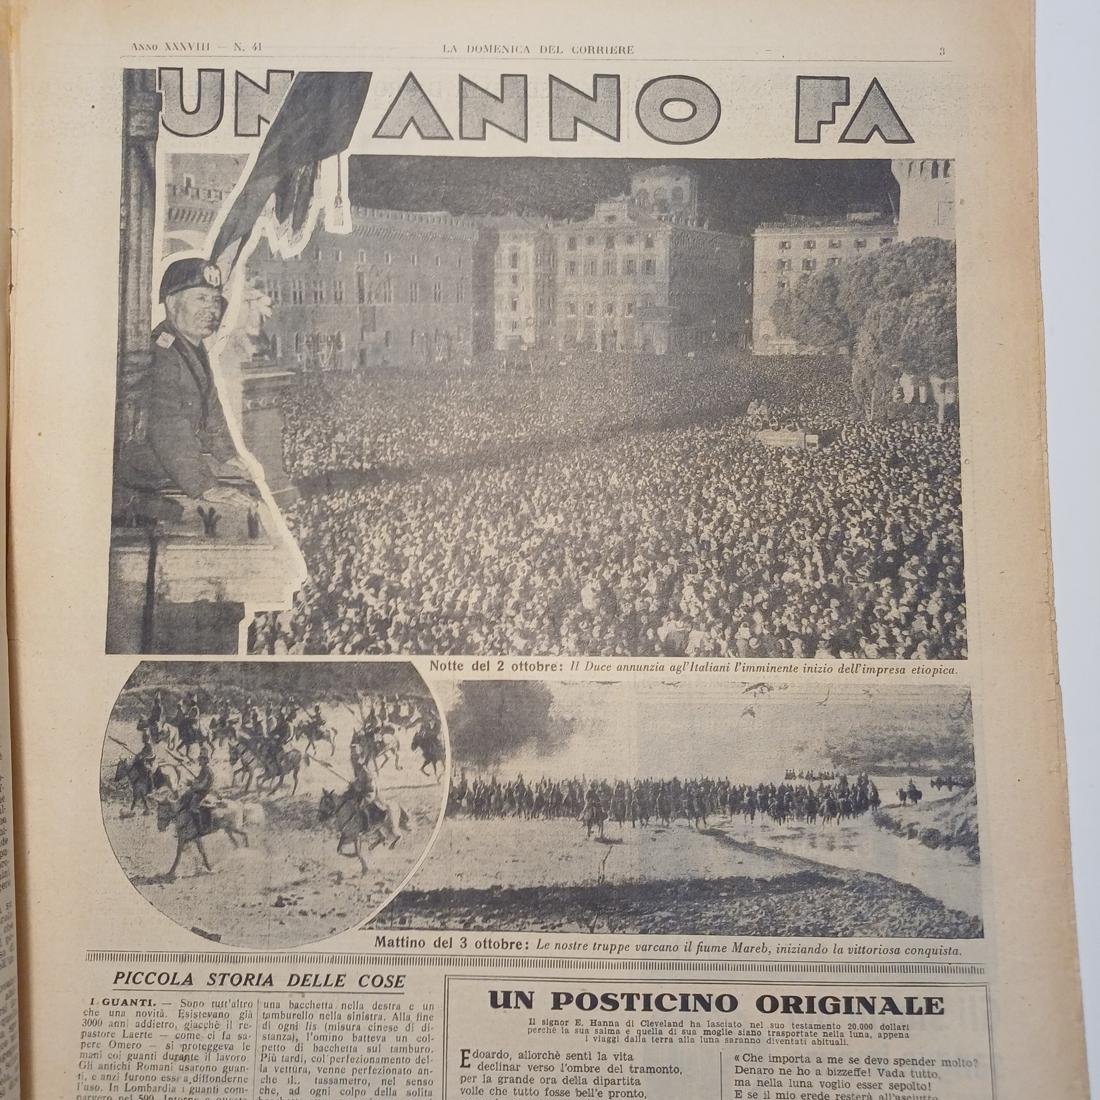 Anno XXXVIII — N. 41
LA DOMENICA DEL CORRIERE
3
UN ANNO FA
Notte del 2 ottobre: Il Duce annunzia agl'Italiani l'imminente inizio dell'impresa etiopica.
Mattino del 3 ottobre: Le nostre truppe varcano il fiume Mareb, iniziando la vittoriosa conquista.
PICCOLA STORIA DELLE COSE
I GUANTI. — Sono tutt'altro
che una novità. Esistevano già
3000 anni addietro, giacchè il re-
pastore Laerte — come ci fa sa-
pere Omero — si proteggeva le
mani coi guanti durante il lavoro.
Gli antichi Romani usarono guan-
ti, e anzi furono essi a diffonderne
l'uso. In Lombardia i guanti com-
una bacchetta nella destra e un
tamburello nella sinistra. Alla fine
di ogni lis (misura cinese di di-
stanza), l'omino batteva un col-
petto di bacchetta sul tamburo.
Più tardi, col perfezionamento del-
la vettura, venne perfezionato an-
che il tassametro, nel senso
che, ad ogni colpo della solita
UN POSTICINO ORIGINALE
Il signor E. Hanna di Cleveland ha lasciato nel suo testamento 20.000 dollari
perchè la sua salma e quella di sua moglie siano trasportate nella luna, appena
i viaggi dalla terra alla luna saranno diventati abituali.
Edoardo, allorchè sentì la vita
declinar verso l'ombre del tramonto,
per la grande ora della dipartita
volle che tutto fosse bell'e pronto,
« Che importa a me se devo spender molto?
Denaro ne ho a bizzeffe! Vada tutto,
ma nella luna voglio esser sepolto!
E se il mio erede resterà all'asciutto